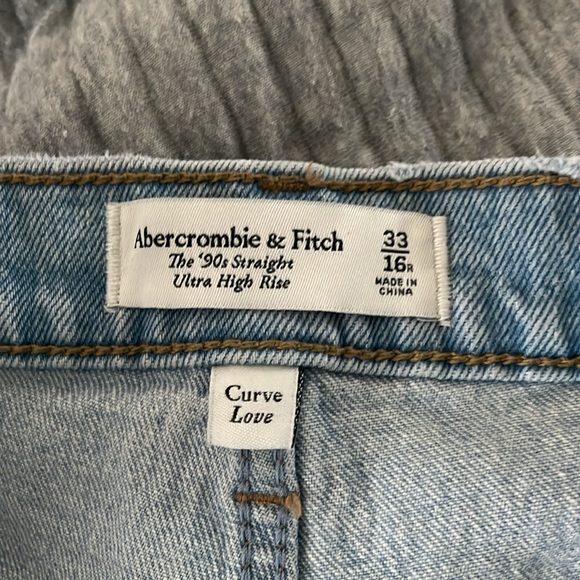 Abercrombie & Fitch
The '90s Straight
Ultra High Rise
33
16R
MADE IN
CHINA
Curve
Love